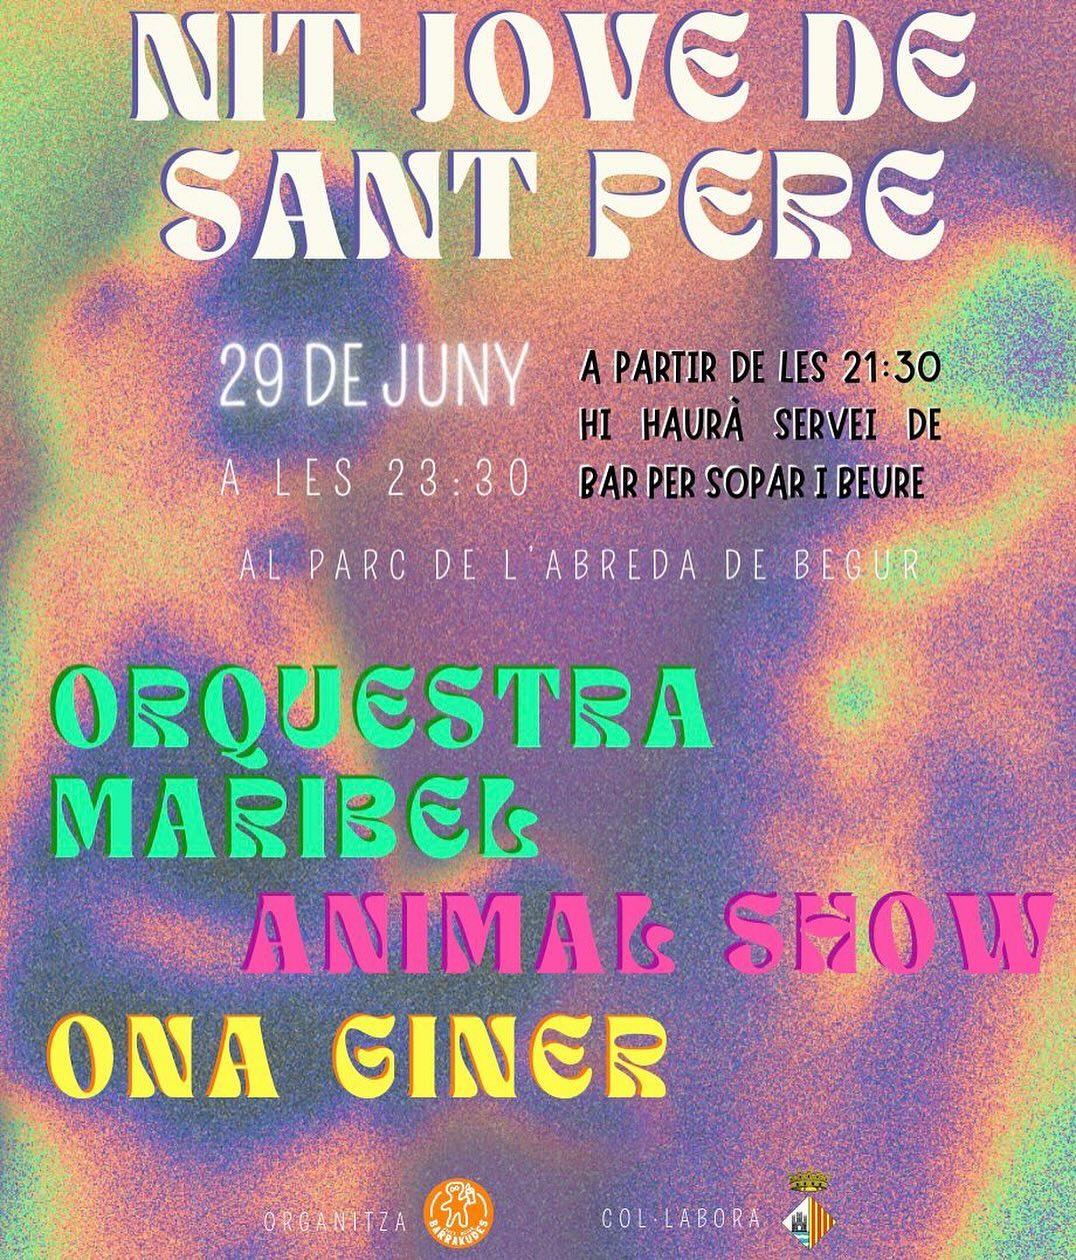 NIT JOVE DE
SANT PERE
29 DE JUNY
A LES 23:30
A PARTIR DE LES 21:30
HI HAURÀ SERVEI DE
BAR PER SOPAR I BEURE
AL PARC DE L'ABREDA DE BEGUR
ORQUESTRA
MARIBEL
ANIMAL SHOW
ONA GINER
ORGANITZA
BARRAKUDES
COL·LABORA